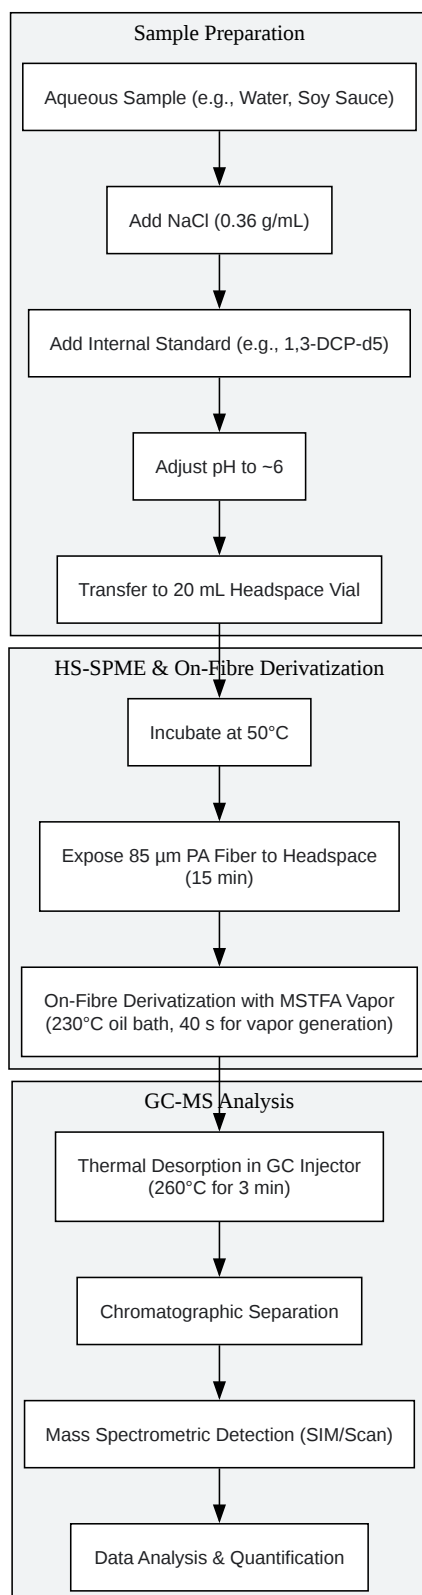 Sample Preparation
Aqueous Sample (e.g., Water, Soy Sauce)
Add NaCl (0.36 g/mL)
Add Internal Standard (e.g., 1,3-DCP-d5)
Adjust pH to ~6
Transfer to 20 mL Headspace Vial
HS-SPME & On-Fibre Derivatization
Incubate at 50°C
Expose 85 µm PA Fiber to Headspace
(15 min)
On-Fibre Derivatization with MSTFA Vapor
(230°C oil bath, 40 s for vapor generation)
GC-MS Analysis
Thermal Desorption in GC Injector
(260°C for 3 min)
Chromatographic Separation
Mass Spectrometric Detection (SIM/Scan)
Data Analysis & Quantification